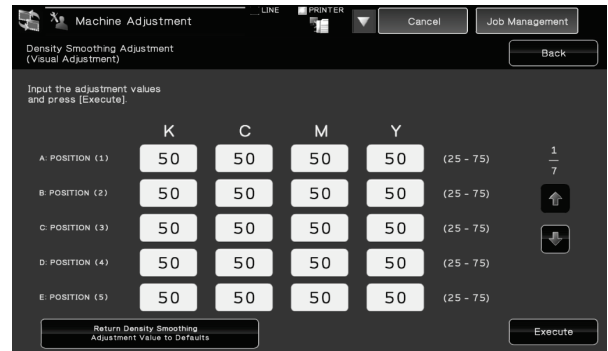 Machine Adjustment
LINE
PRINTER
Cancel
Job Management
Density Smoothing Adjustment
(Visual Adjustment)
Back
Input the adjustment values
and press [Execute].
K C M Y
A: POSITION (1) 50 50 50 50 (25 - 75)
B: POSITION (2) 50 50 50 50 (25 - 75)
C: POSITION (3) 50 50 50 50 (25 - 75)
D: POSITION (4) 50 50 50 50 (25 - 75)
E: POSITION (5) 50 50 50 50 (25 - 75)
1
7
Return Density Smoothing
Adjustment Value to Defaults
Execute